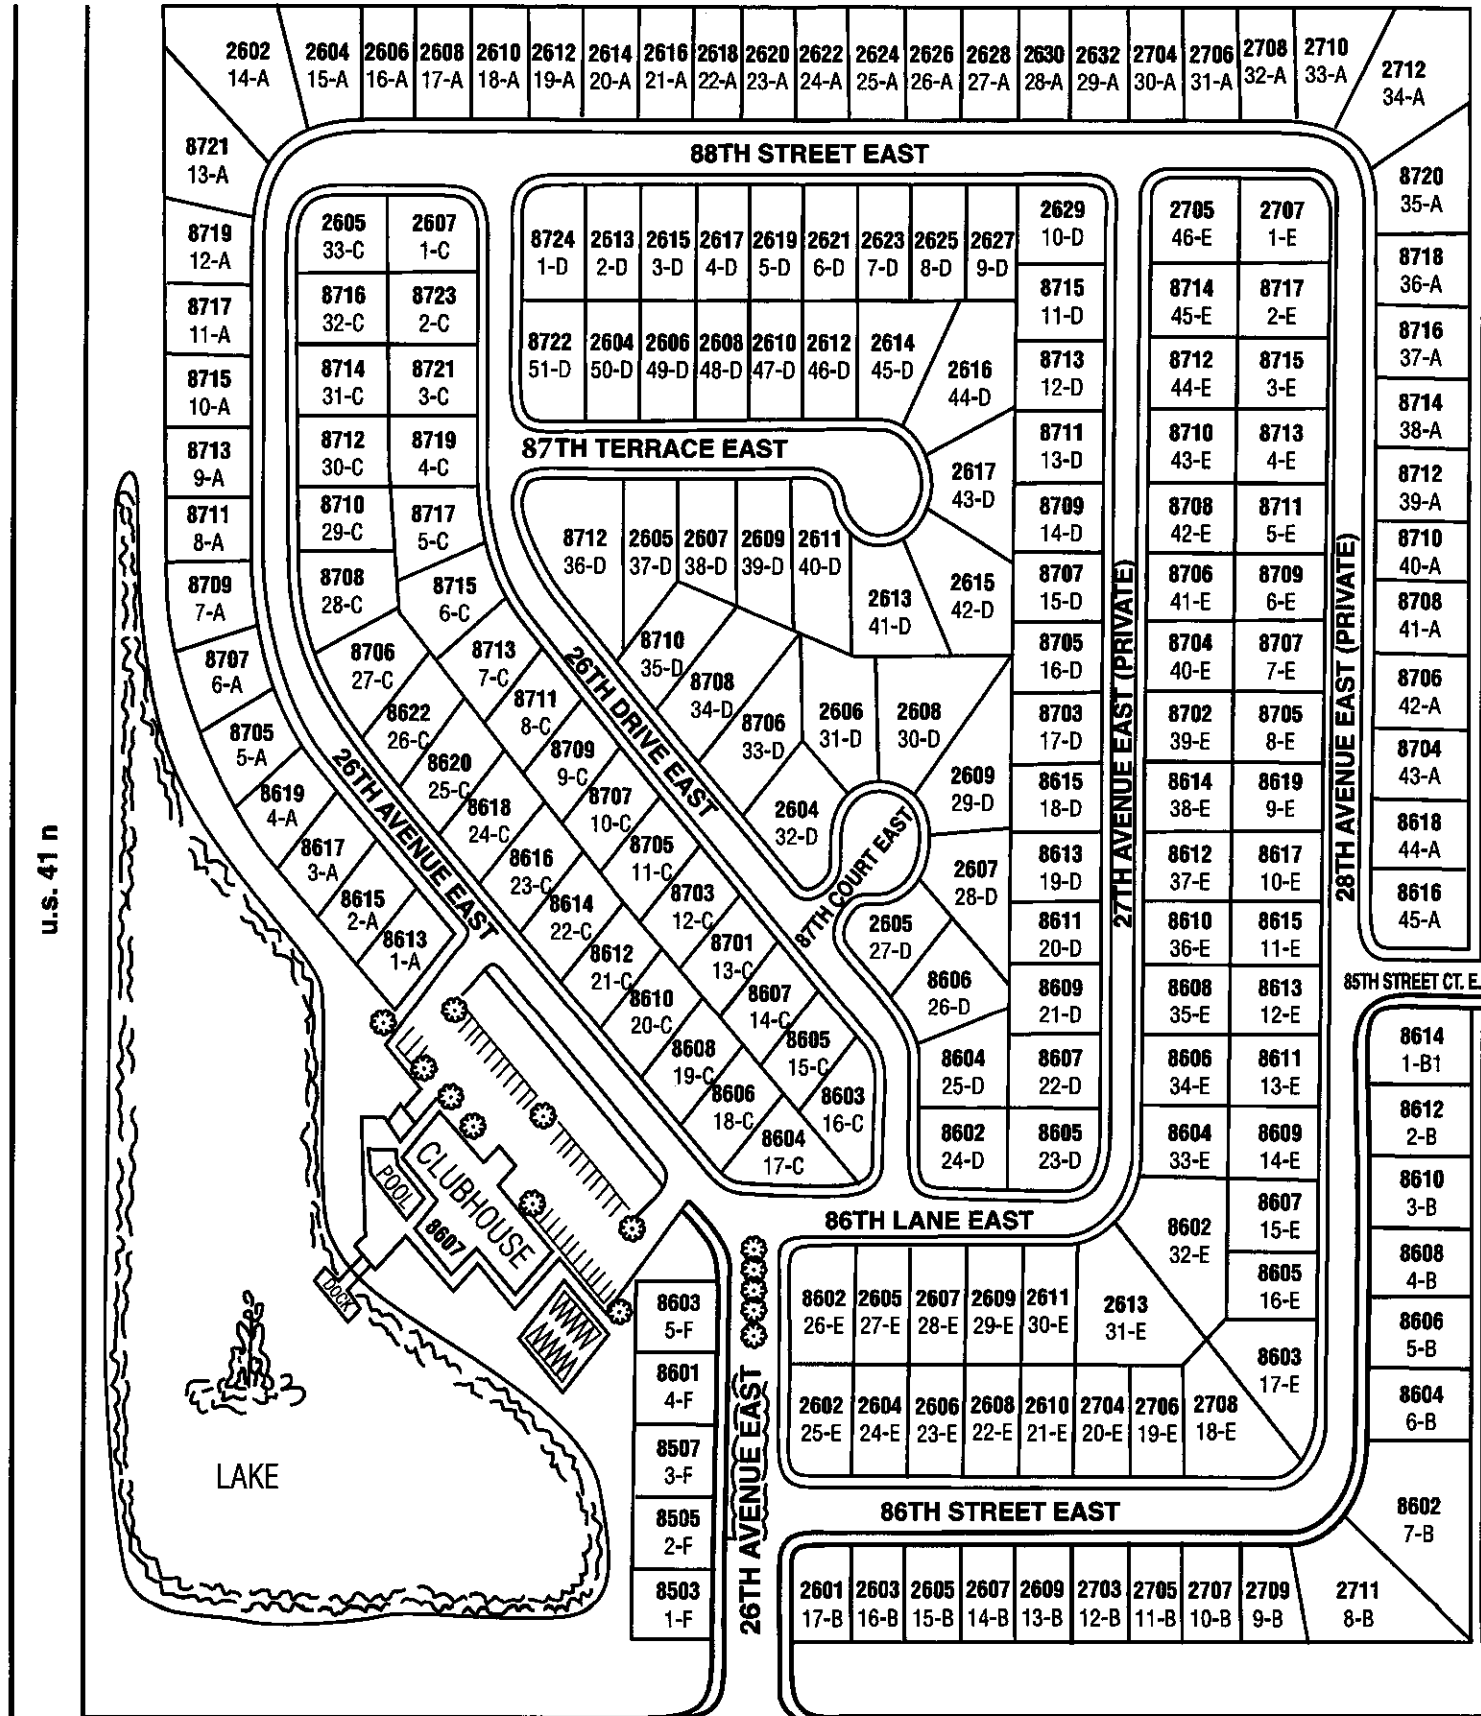 2602
14-A
2604
15-A
2606
16-A
2608
17-A
2610
18-A
2612
19-A
2614
20-A
2616
21-A
2618
22-A
2620
23-A
2622
24-A
2624
25-A
2626
26-A
2628
27-A
2630
28-A
2632
29-A
2704
30-A
2706
31-A
2708
32-A
2710
33-A
2712
34-A
8721
13-A
8719
12-A
8717
11-A
8715
10-A
8713
9-A
8711
8-A
8709
7-A
8707
6-A
8705
5-A
8619
4-A
8617
3-A
8615
2-A
8613
1-A
88TH STREET EAST
2605
33-C
2607
1-C
8716
32-C
8723
2-C
8714
31-C
8721
3-C
8712
30-C
8719
4-C
8710
29-C
8717
5-C
8708
28-C
8715
6-C
8706
27-C
8713
7-C
8622
26-C
8711
8-C
8620
25-C
8709
9-C
8618
24-C
8707
10-C
8616
23-C
8705
11-C
8614
22-C
8703
12-C
8612
21-C
8701
13-C
8610
20-C
8607
14-C
8608
19-C
8605
15-C
8606
18-C
8603
16-C
8604
17-C
26TH AVENUE EAST
26TH DRIVE EAST
8724
1-D
2613
2-D
2615
3-D
2617
4-D
2619
5-D
2621
6-D
2623
7-D
2625
8-D
2627
9-D
2629
10-D
8722
51-D
2604
50-D
2606
49-D
2608
48-D
2610
47-D
2612
46-D
2614
45-D
2616
44-D
8715
11-D
8713
12-D
8711
13-D
8709
14-D
8707
15-D
8705
16-D
8703
17-D
8615
18-D
8613
19-D
8611
20-D
8609
21-D
8607
22-D
8605
23-D
87TH TERRACE EAST
2617
43-D
8712
36-D
2605
37-D
2607
38-D
2609
39-D
2611
40-D
2613
41-D
2615
42-D
8710
35-D
8708
34-D
8706
33-D
2606
31-D
2608
30-D
2604
32-D
2609
29-D
2607
28-D
87TH COURT EAST
2605
27-D
8606
26-D
8604
25-D
8602
24-D
27TH AVENUE EAST (PRIVATE)
2705
46-E
2707
1-E
8714
45-E
8717
2-E
8712
44-E
8715
3-E
8710
43-E
8713
4-E
8708
42-E
8711
5-E
8706
41-E
8709
6-E
8704
40-E
8707
7-E
8702
39-E
8705
8-E
8614
38-E
8619
9-E
8612
37-E
8617
10-E
8610
36-E
8615
11-E
8608
35-E
8613
12-E
8606
34-E
8611
13-E
8604
33-E
8609
14-E
8602
32-E
8607
15-E
8605
16-E
8603
17-E
28TH AVENUE EAST (PRIVATE)
8720
35-A
8718
36-A
8716
37-A
8714
38-A
8712
39-A
8710
40-A
8708
41-A
8706
42-A
8704
43-A
8618
44-A
8616
45-A
85TH STREET CT. E.
8614
1-B1
8612
2-B
8610
3-B
8608
4-B
8606
5-B
8604
6-B
8602
7-B
86TH LANE EAST
8602
26-E
2605
27-E
2607
28-E
2609
29-E
2611
30-E
2613
31-E
2602
25-E
2604
24-E
2606
23-E
2608
22-E
2610
21-E
2704
20-E
2706
19-E
2708
18-E
86TH STREET EAST
2601
17-B
2603
16-B
2605
15-B
2607
14-B
2609
13-B
2703
12-B
2705
11-B
2707
10-B
2709
9-B
2711
8-B
26TH AVENUE EAST
8603
5-F
8601
4-F
8507
3-F
8505
2-F
8503
1-F
CLUBHOUSE
8607
POOL
DOCK
LAKE
u.s. 41 n